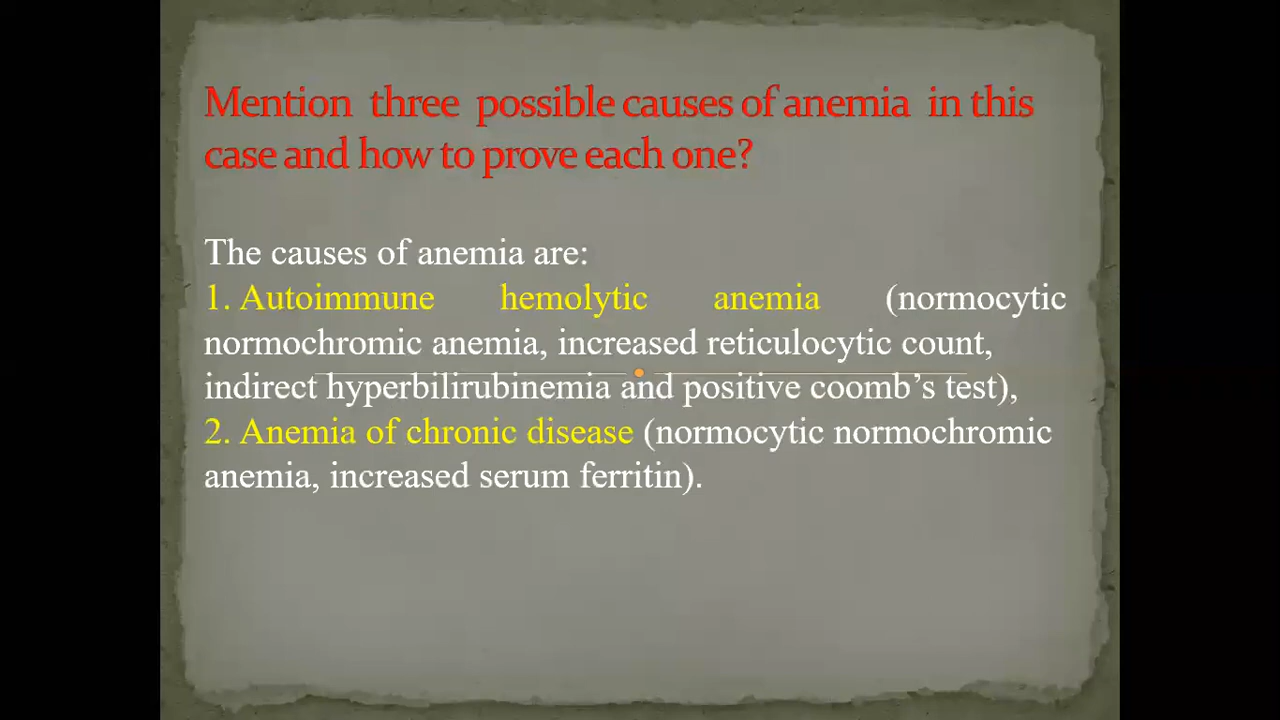 Mention three possible causes of anemia in this
case and how to prove each one?
The causes of anemia are:
1. Autoimmune hemolytic anemia (normocytic
normochromic anemia, increased reticulocytic count,
indirect hyperbilirubinemia and positive coomb’s test),
2. Anemia of chronic disease (normocytic normochromic
anemia, increased serum ferritin).